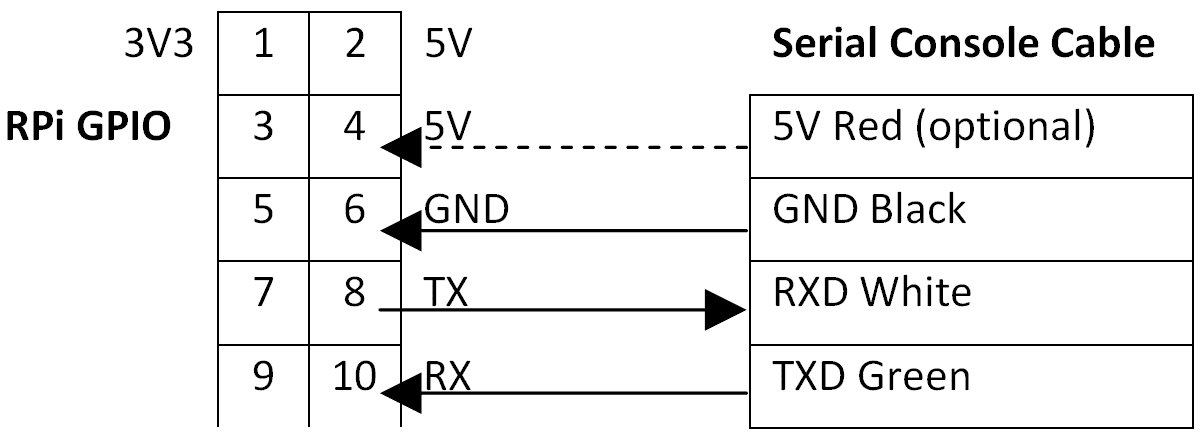 3V3 1 2 5V Serial Console Cable
RPi GPIO 3 4 5V 5V Red (optional)
5 6 GND GND Black
7 8 TX RXD White
9 10 RX TXD Green